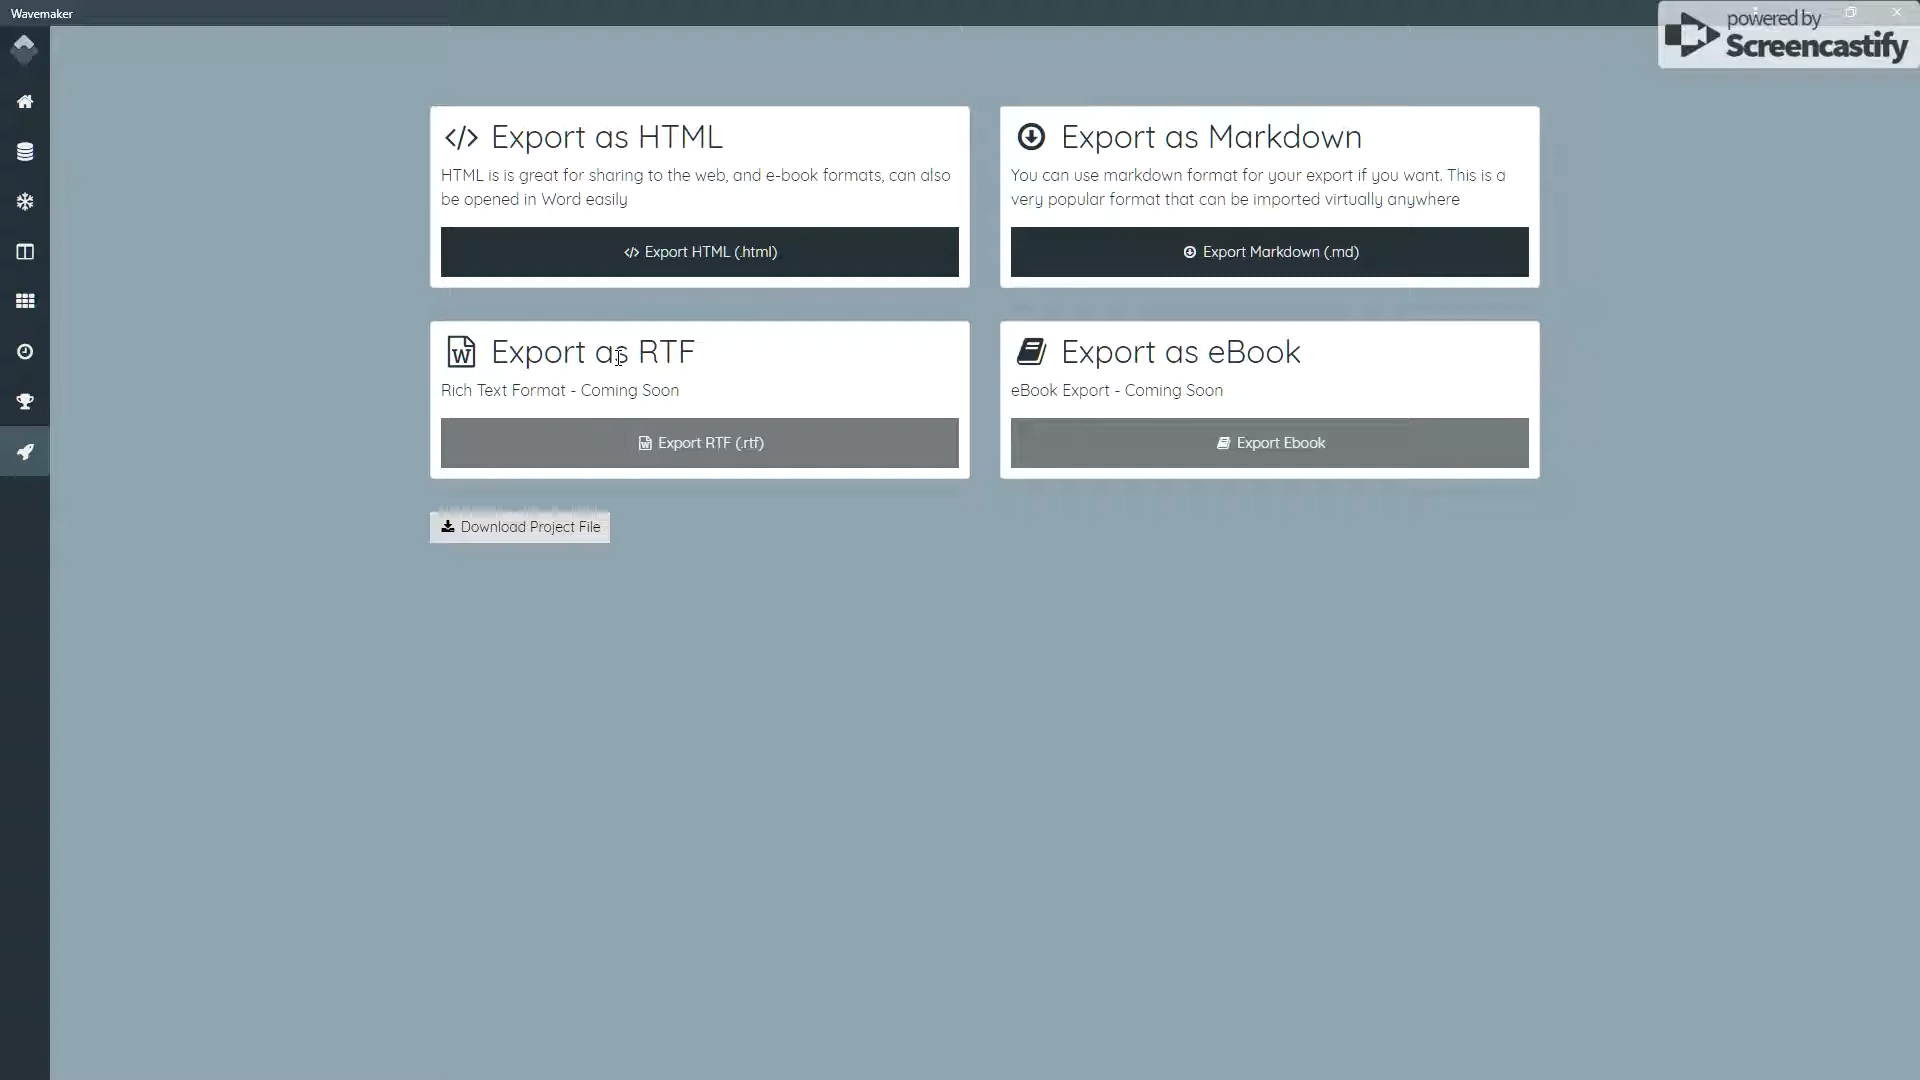 Wavemaker
powered by
Screencastify
Export as HTML
HTML is is great for sharing to the web, and e-book formats, can also
be opened in Word easily
Export HTML (.html)
Export as Markdown
You can use markdown format for your export if you want. This is a
very popular format that can be imported virtually anywhere
Export Markdown (.md)
Export as RTF
Rich Text Format - Coming Soon
Export RTF (.rtf)
Export as eBook
eBook Export - Coming Soon
Export Ebook
Download Project File